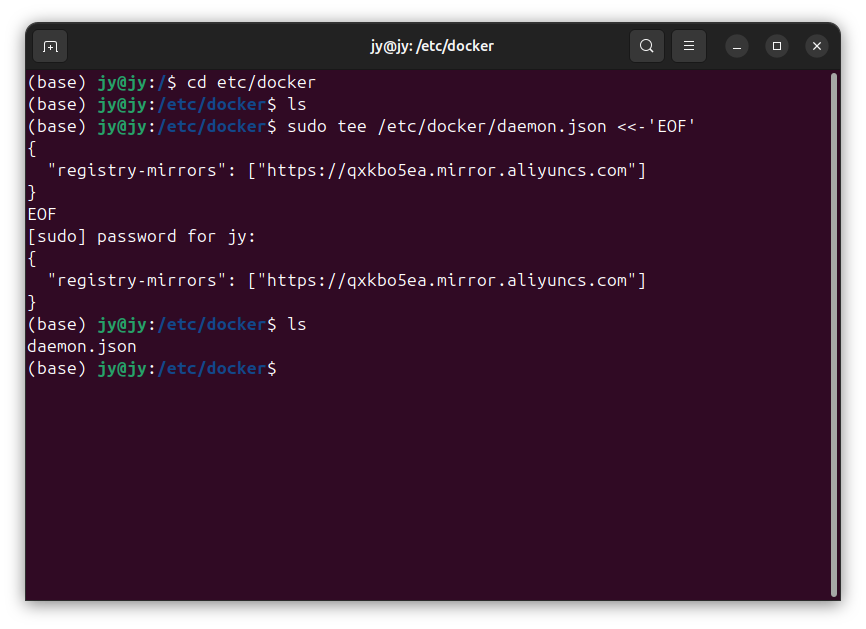 jy@jy: /etc/docker
(base) jy@jy:/$ cd etc/docker
(base) jy@jy:/etc/docker$ ls
(base) jy@jy:/etc/docker$ sudo tee /etc/docker/daemon.json <<-'EOF'
{
  "registry-mirrors": ["https://qxkbo5ea.mirror.aliyuncs.com"]
}
EOF
[sudo] password for jy:
{
  "registry-mirrors": ["https://qxkbo5ea.mirror.aliyuncs.com"]
}
(base) jy@jy:/etc/docker$ ls
daemon.json
(base) jy@jy:/etc/docker$